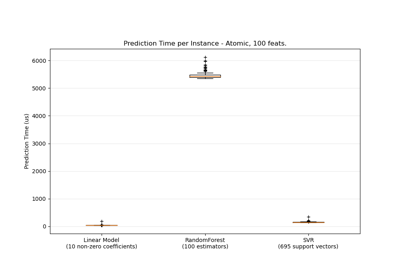 Prediction Time per Instance - Atomic, 100 feats.
Prediction Time (us)
6000
5000
4000
3000
2000
1000
0
Linear Model
(10 non-zero coefficients)
RandomForest
(100 estimators)
SVR
(695 support vectors)